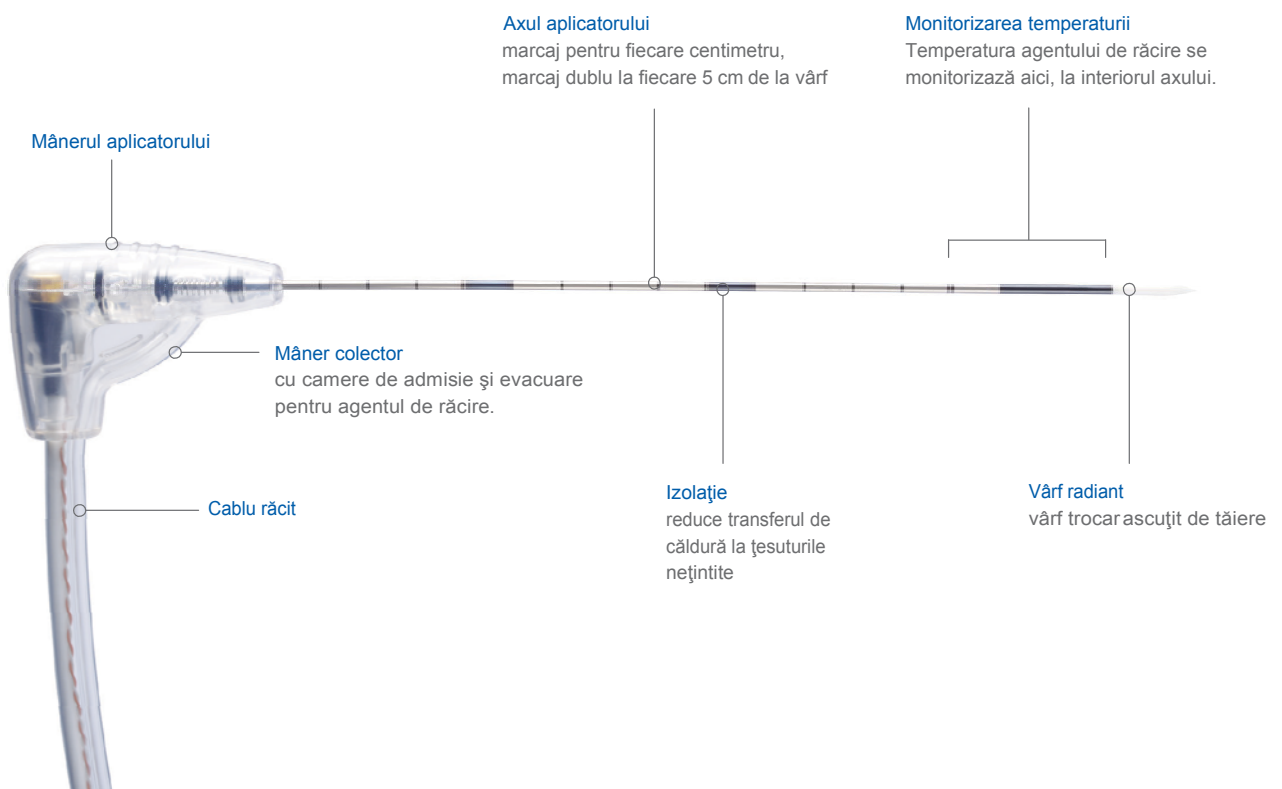 Axul aplicatorului
marcaj pentru fiecare centimetru,
marcaj dublu la fiecare 5 cm de la vârf
Monitorizarea temperaturii
Temperatura agentului de răcire se
monitorizază aici, la interiorul axului.
Mânerul aplicatorului
Mâner colector
cu camere de admisie şi evacuare
pentru agentul de răcire.
Cablu răcit
Izolaţie
reduce transferul de
căldură la ţesuturile
neţintite
Vârf radiant
vârf trocar ascuţit de tăiere